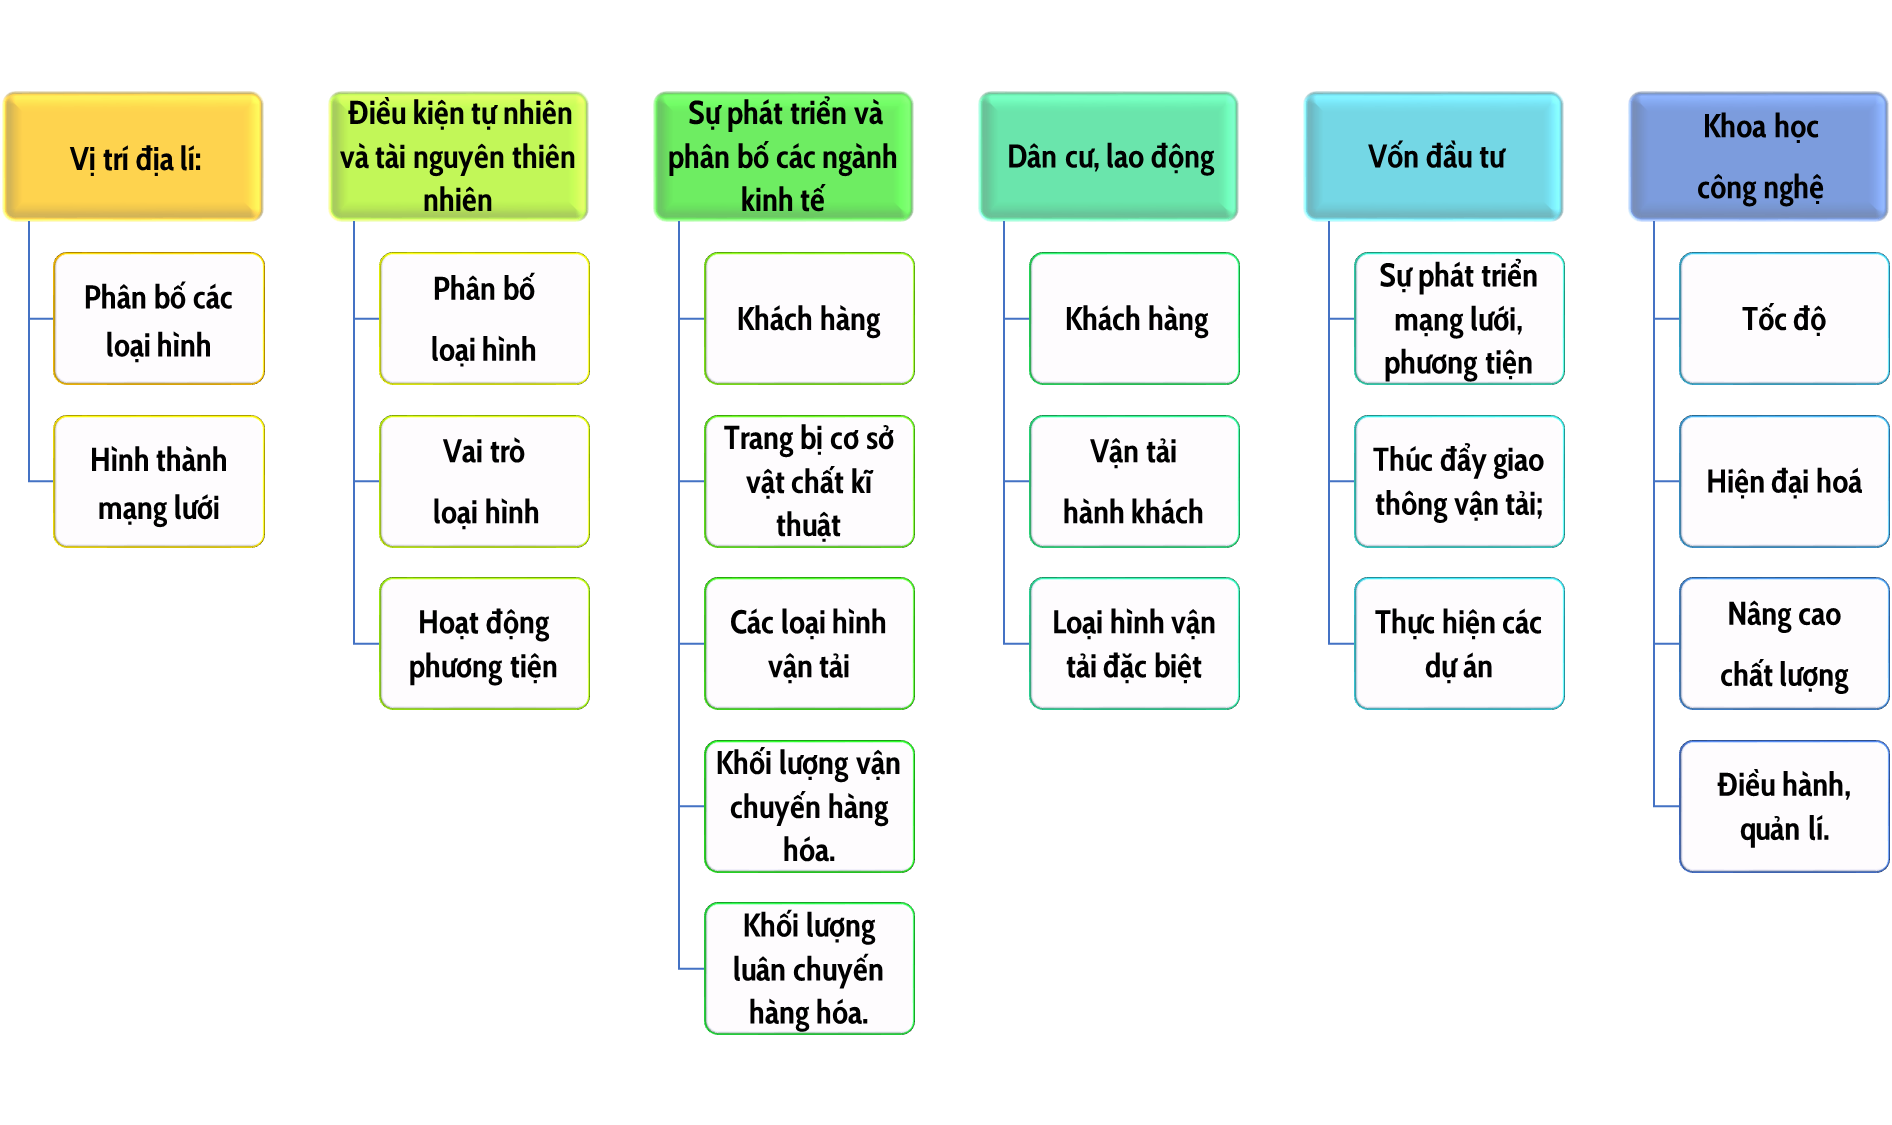 Vị trí địa lí:
Phân bố các
loại hình
Hình thành
mạng lưới
Điều kiện tự nhiên
và tài nguyên thiên
nhiên
Phân bố
loại hình
Vai trò
loại hình
Hoạt động
phương tiện
Sự phát triển và
phân bố các ngành
kinh tế
Khách hàng
Trang bị cơ sở
vật chất kĩ
thuật
Các loại hình
vận tải
Khối lượng vận
chuyến hàng
hóa.
Khối lượng
luân chuyến
hàng hóa.
Dân cư, lao động
Khách hàng
Vận tải
hành khách
Loại hình vận
tải đặc biệt
Vốn đầu tư
Sự phát triển
mạng lưới,
phương tiện
Thúc đẩy giao
thông vận tải;
Thực hiện các
dự án
Khoa học
công nghệ
Tốc độ
Hiện đại hoá
Nâng cao
chất lượng
Điều hành,
quản lí.